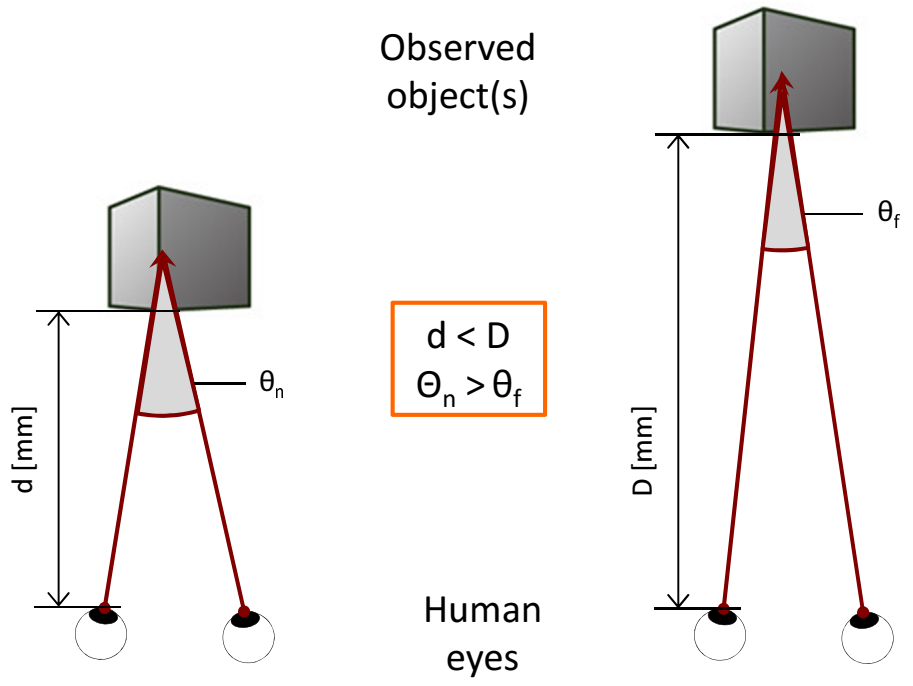 Observed
object(s)
θf
d < D
Θn > θf
θn
d [mm]
D [mm]
Human
eyes